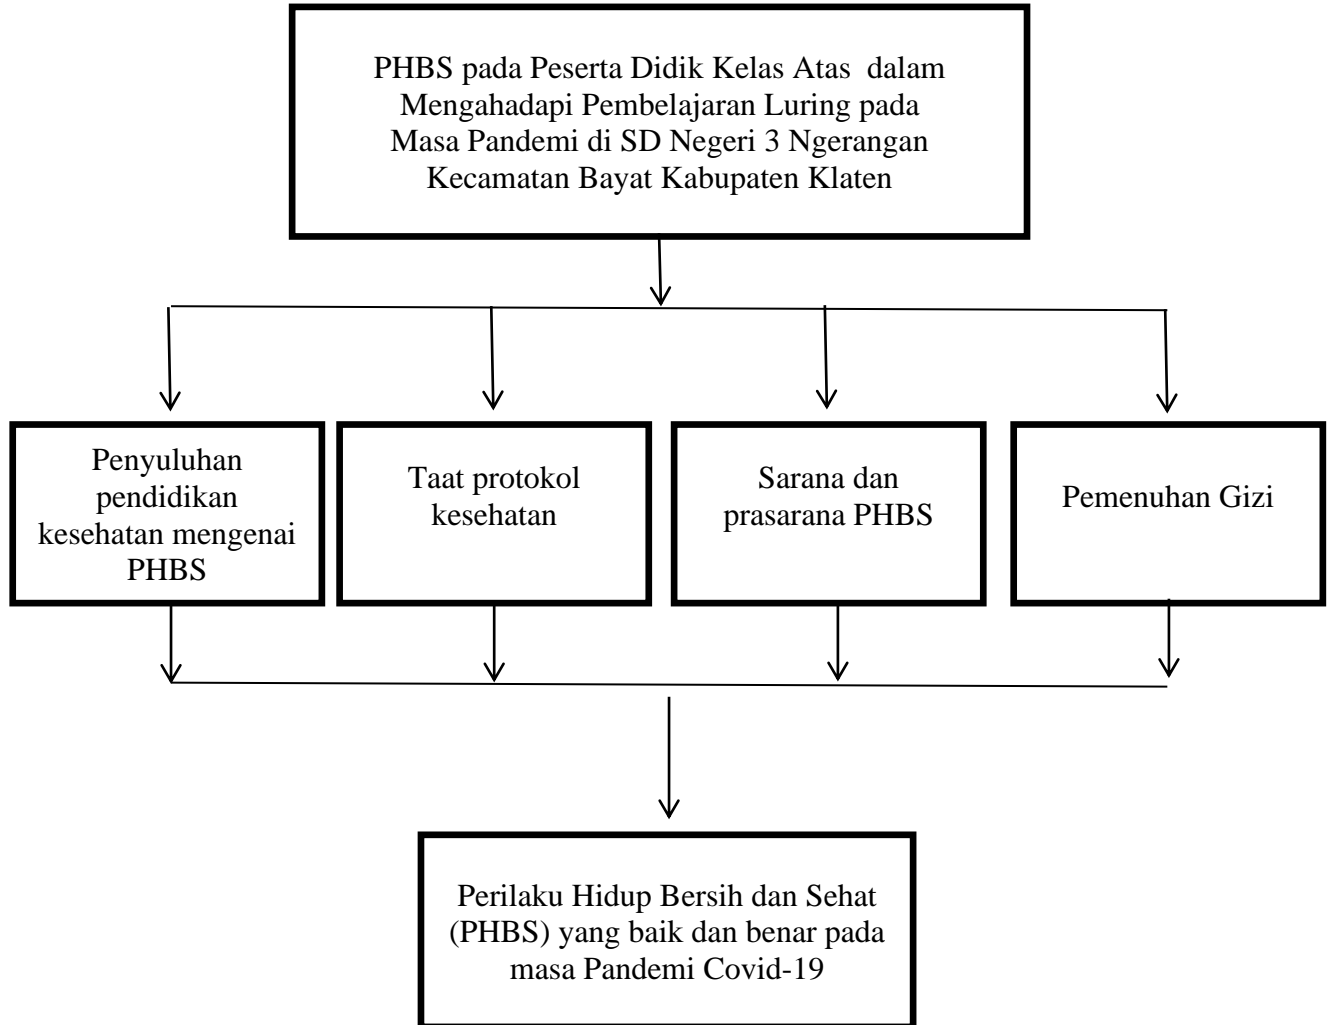 PHBS pada Peserta Didik Kelas Atas dalam
Mengahadapi Pembelajaran Luring pada
Masa Pandemi di SD Negeri 3 Ngerangan
Kecamatan Bayat Kabupaten Klaten
Penyuluhan
pendidikan
kesehatan mengenai
PHBS
Taat protokol
kesehatan
Sarana dan
prasarana PHBS
Pemenuhan Gizi
Perilaku Hidup Bersih dan Sehat
(PHBS) yang baik dan benar pada
masa Pandemi Covid-19